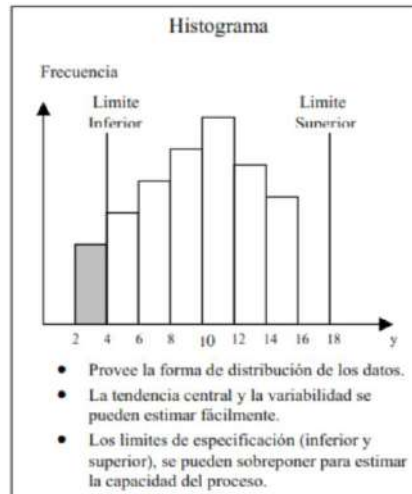 Histograma
Frecuencia
Limite Limite
Inferior Superior
2 4 6 8 10 12 14 16 18 y
• Provee la forma de distribución de los datos.
• La tendencia central y la variabilidad se
pueden estimar fácilmente.
• Los limites de especificación (inferior y
superior), se pueden sobreponer para estimar
la capacidad del proceso.